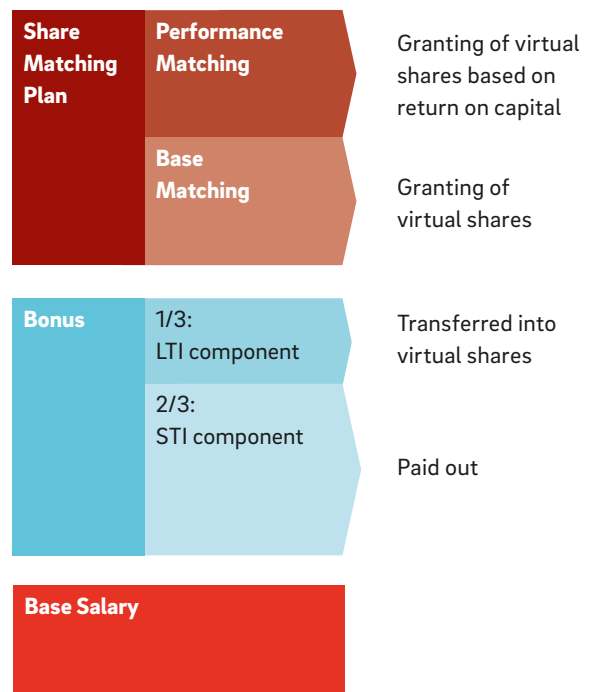 Share
Matching
Plan
Performance
Matching
Granting of virtual
shares based on
return on capital
Base
Matching
Granting of
virtual shares
Bonus
1/3:
LTI component
Transferred into
virtual shares
2/3:
STI component
Paid out
Base Salary